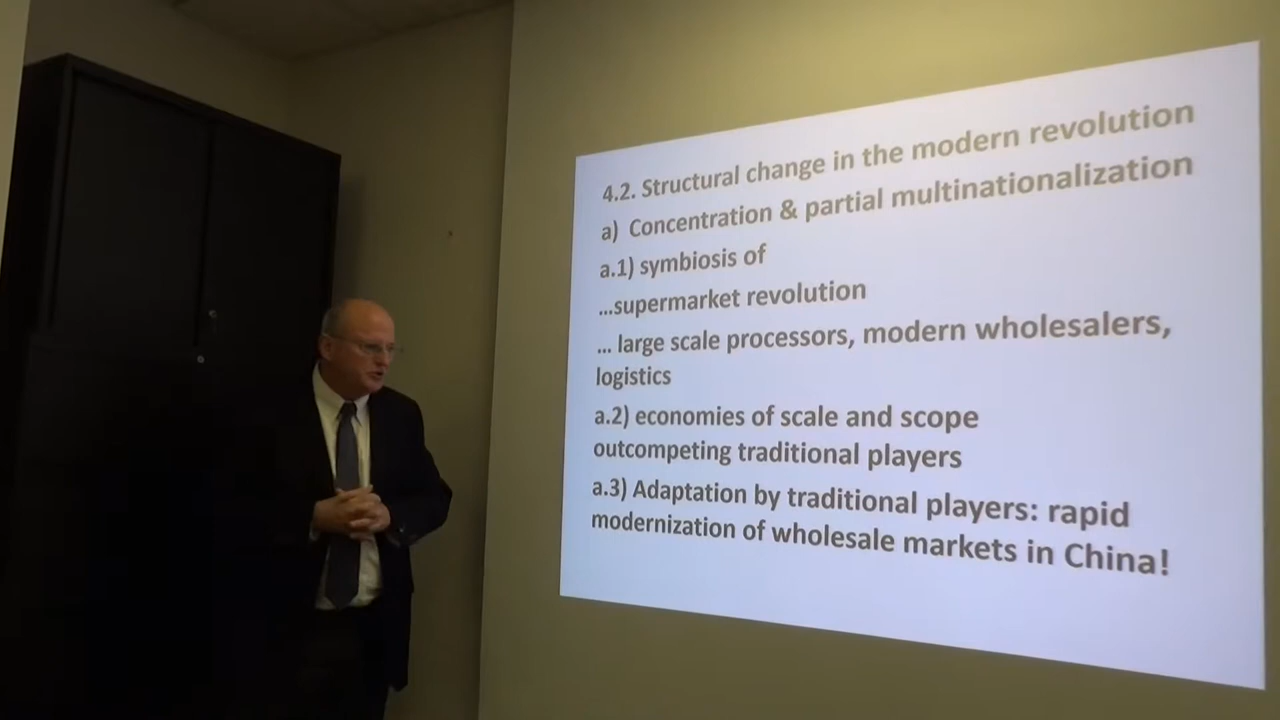 4.2. Structural change in the modern revolution
a) Concentration & partial multinationalization
a.1) symbiosis of
...supermarket revolution
... large scale processors, modern wholesalers,
logistics
a.2) economies of scale and scope
outcompeting traditional players
a.3) Adaptation by traditional players: rapid
modernization of wholesale markets in China!